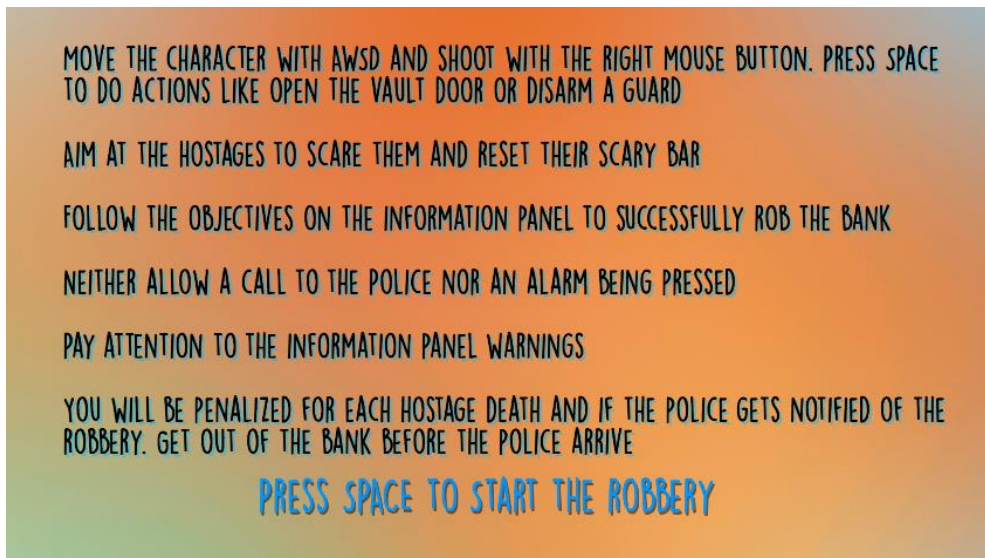 MOVE THE CHARACTER WITH AWSD AND SHOOT WITH THE RIGHT MOUSE BUTTON. PRESS SPACE
TO DO ACTIONS LIKE OPEN THE VAULT DOOR OR DISARM A GUARD
AIM AT THE HOSTAGES TO SCARE THEM AND RESET THEIR SCARY BAR
FOLLOW THE OBJECTIVES ON THE INFORMATION PANEL TO SUCCESSFULLY ROB THE BANK
NEITHER ALLOW A CALL TO THE POLICE NOR AN ALARM BEING PRESSED
PAY ATTENTION TO THE INFORMATION PANEL WARNINGS
YOU WILL BE PENALIZED FOR EACH HOSTAGE DEATH AND IF THE POLICE GETS NOTIFIED OF THE
ROBBERY. GET OUT OF THE BANK BEFORE THE POLICE ARRIVE
PRESS SPACE TO START THE ROBBERY